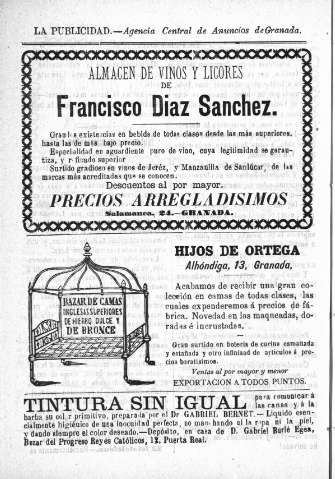 LA PUBLICIDAD.—Agencia Central de Anuncios de Granada.
ALMACEN DE VINOS Y LICORES
DE
Francisco Diaz Sanchez.
Grandes existencias en bebida de todas clases desde las más superiores,
hasta las de más bajo precio.
Especialidad en aguardiente puro de vino, cuya legitimidad se garan-
tiza, y refinado superior
Surtido grandioso en vinos de Jeréz, y Manzanilla de Sanlúcar, de las
marcas más acreditadas que se conocen.
Descuentos al por mayor.
PRECIOS ARREGLADISIMOS
Salamanca, 24.—GRANADA.
BAZAR DE CAMAS
INGLESAS SUPERIORES
DE HIERRO DULCE Y
DE BRONCE
HIJOS DE ORTEGA
Alhóndiga, 13, Granada,
Acabamos de recibir una gran co-
lección en camas de todas clases, las
cuales expenderemos á precios de fá-
brica. Novedad en las maqueadas, do-
radas é incrustadas.
Gran surtido en batería de cocina esmaltada
y estañada y otro infinidad de artículos á pre-
cios baratísimos.
Ventas al por mayor y menor
EXPORTACION A TODOS PUNTOS.
TINTURA SIN IGUAL
para comunicar á
las canas y á la
barba su color primitivo, preparada por el Dr GABRIEL BERNET.—Líquido esen-
cialmente higiénico de una inocuidad perfecta, no manchando ni la ropa ni la piel,
y dando siempre el color deseado.—Depósito, en casa de D. Gabriel Burlé Egea,
Bazar del Progreso Reyes Católicos, 12. Puerta Real.